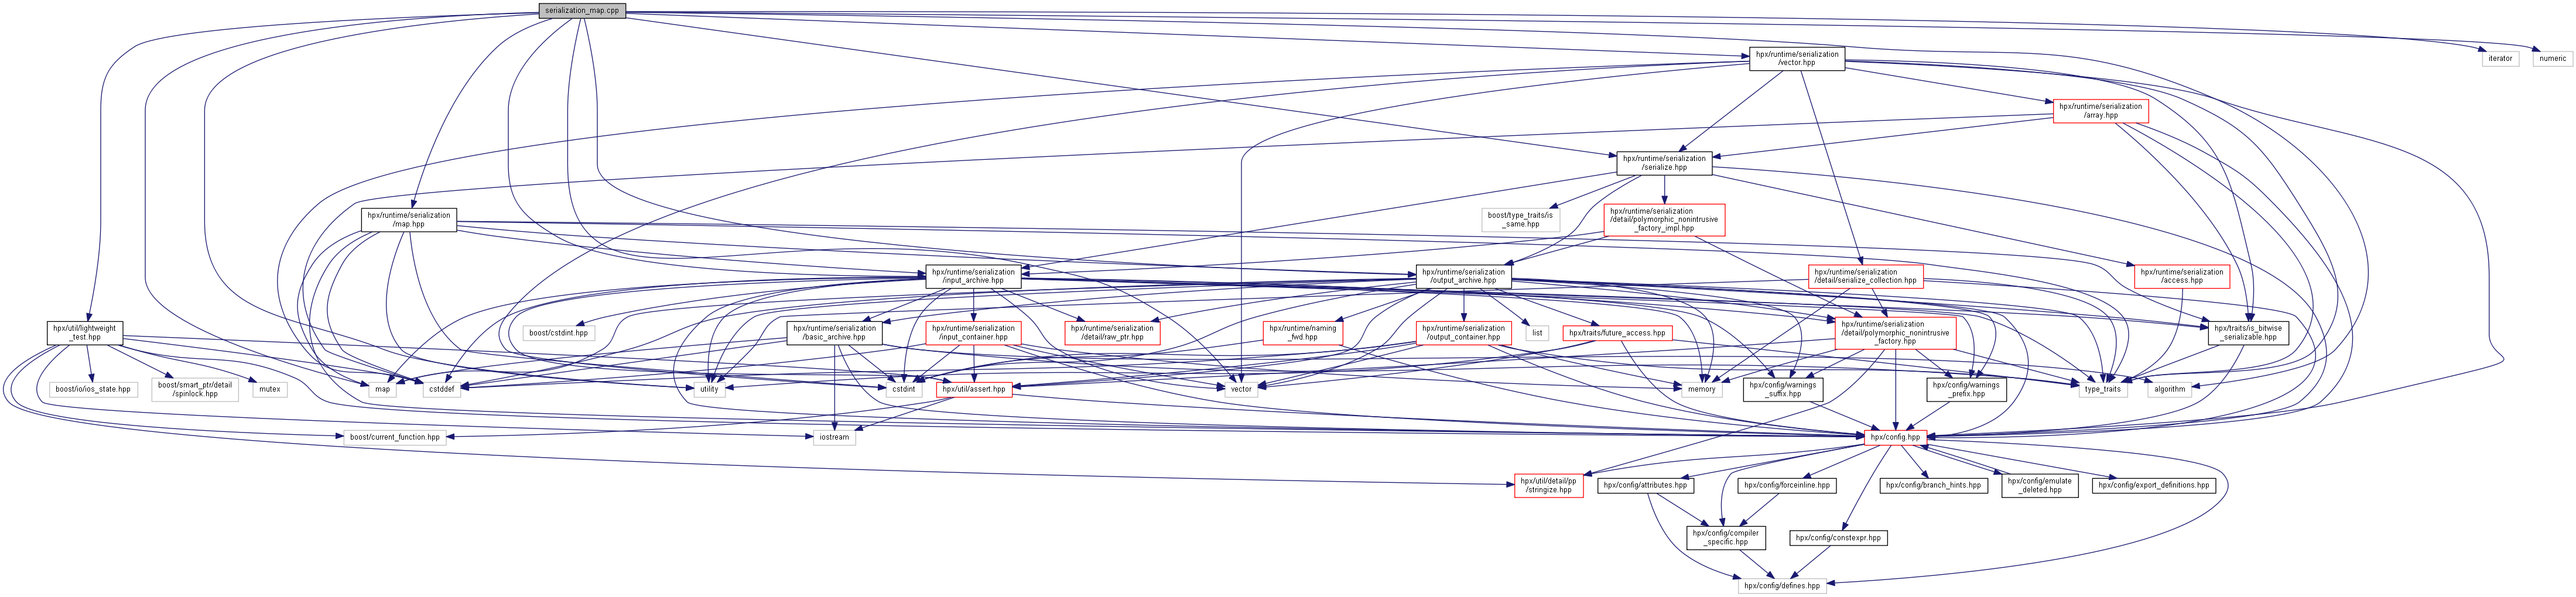 serialization_map.cpp
hpx/runtime/serialization
/vector.hpp
iterator
numeric
hpx/runtime/serialization
/array.hpp
hpx/runtime/serialization
/serialize.hpp
boost/type_traits/is
_same.hpp
hpx/runtime/serialization
/detail/polymorphic_nonintrusive
_factory_impl.hpp
hpx/runtime/serialization
/map.hpp
hpx/runtime/serialization
/input_archive.hpp
hpx/runtime/serialization
/output_archive.hpp
hpx/runtime/serialization
/detail/serialize_collection.hpp
hpx/runtime/serialization
/access.hpp
hpx/util/lightweight
_test.hpp
boost/cstdint.hpp
hpx/runtime/serialization
/basic_archive.hpp
hpx/runtime/serialization
/input_container.hpp
hpx/runtime/serialization
/detail/raw_ptr.hpp
hpx/runtime/naming
_fwd.hpp
hpx/runtime/serialization
/output_container.hpp
list
hpx/traits/future_access.hpp
hpx/runtime/serialization
/detail/polymorphic_nonintrusive
_factory.hpp
hpx/traits/is_bitwise
_serializable.hpp
boost/io/ios_state.hpp
boost/smart_ptr/detail
/spinlock.hpp
mutex
map
cstddef
utility
cstdint
hpx/util/assert.hpp
vector
memory
hpx/config/warnings
_suffix.hpp
hpx/config/warnings
_prefix.hpp
type_traits
algorithm
boost/current_function.hpp
iostream
hpx/config.hpp
hpx/util/detail/pp
/stringize.hpp
hpx/config/attributes.hpp
hpx/config/forceinline.hpp
hpx/config/branch_hints.hpp
hpx/config/emulate
_deleted.hpp
hpx/config/export_definitions.hpp
hpx/config/compiler
_specific.hpp
hpx/config/constexpr.hpp
hpx/config/defines.hpp